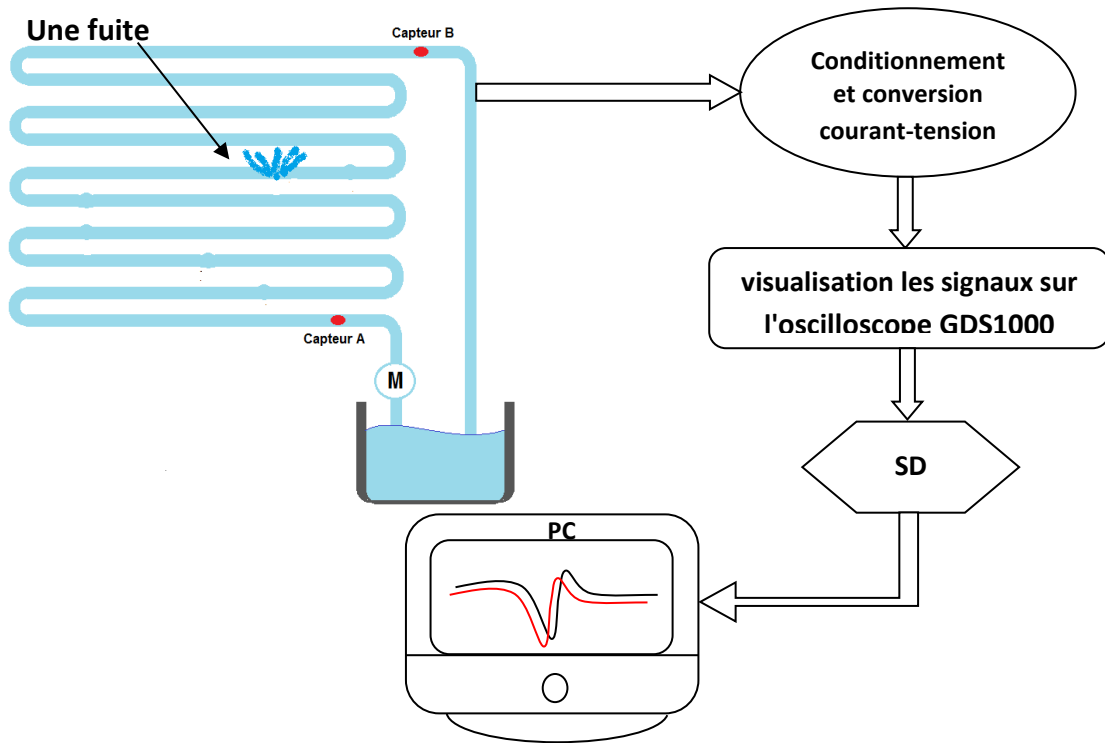 Une fuite
Capteur B
Conditionnement
et conversion
courant-tension
visualisation les signaux sur
l'oscilloscope GDS1000
Capteur A
M
SD
PC